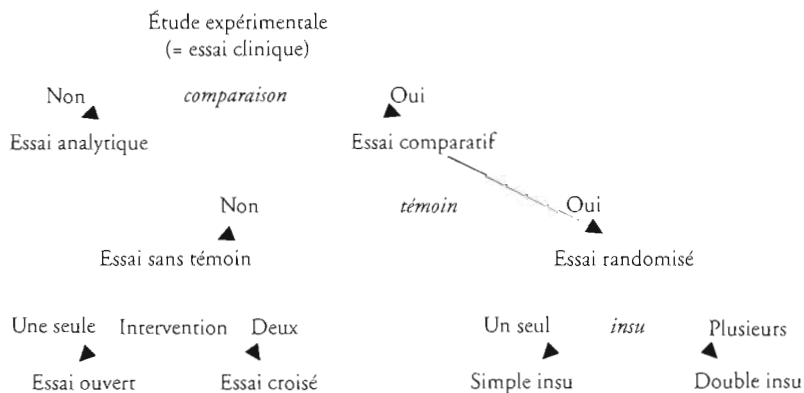 Étude expérimentale
(= essai clinique)
Non comparaison Oui
Essai analytique Essai comparatif
Non témoin Oui
Essai sans témoin Essai randomisé
Une seule Intervention Deux Un seul insu Plusieurs
Essai ouvert Essai croisé Simple insu Double insu